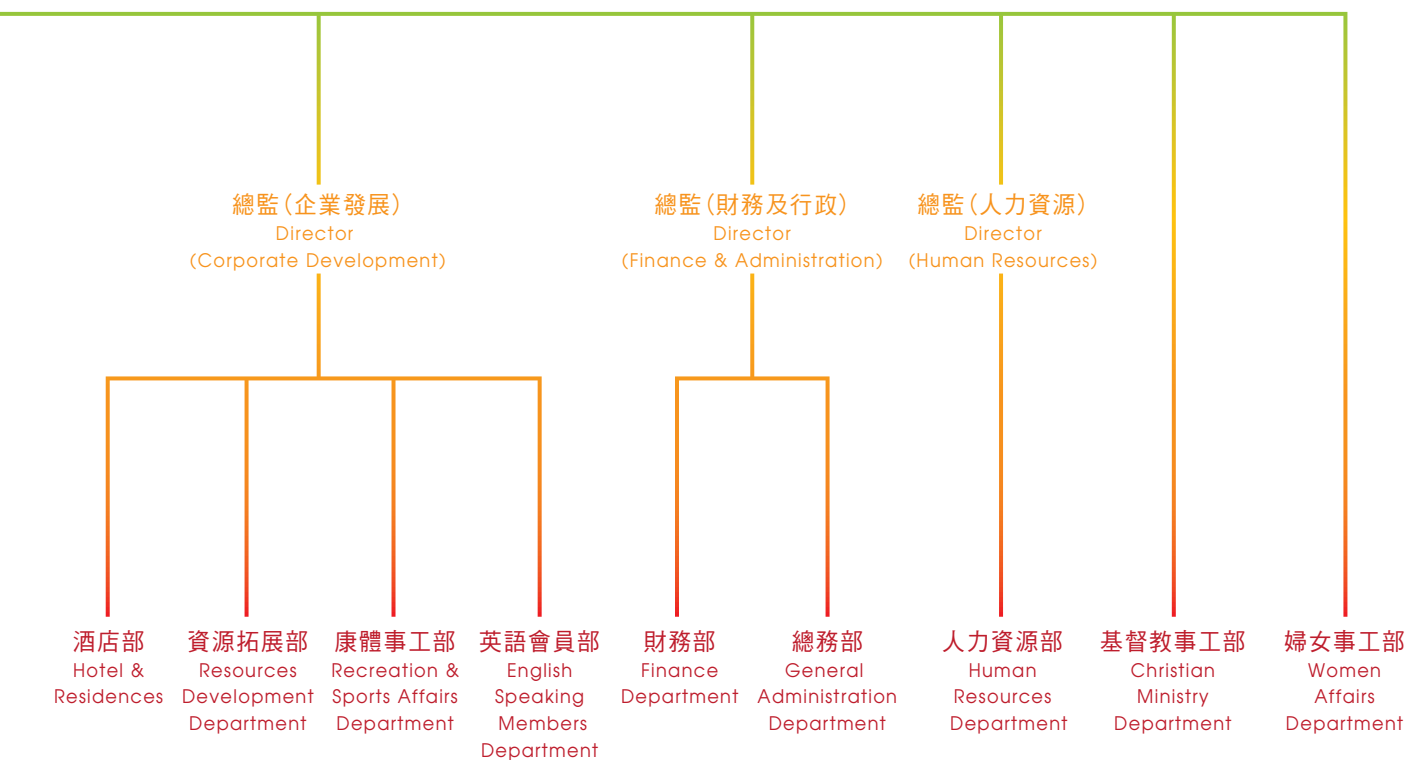 總監(企業發展)
Director
(Corporate Development)
總監(財務及行政)
Director
(Finance & Administration)
總監(人力資源)
Director
(Human Resources)
酒店部
Hotel &
Residences
資源拓展部
Resources
Development
Department
康體事工部
Recreation &
Sports Affairs
Department
英語會員部
English
Speaking
Members
Department
財務部
Finance
Department
總務部
General
Administration
Department
人力資源部
Human
Resources
Department
基督教事工部
Christian
Ministry
Department
婦女事工部
Women
Affairs
Department